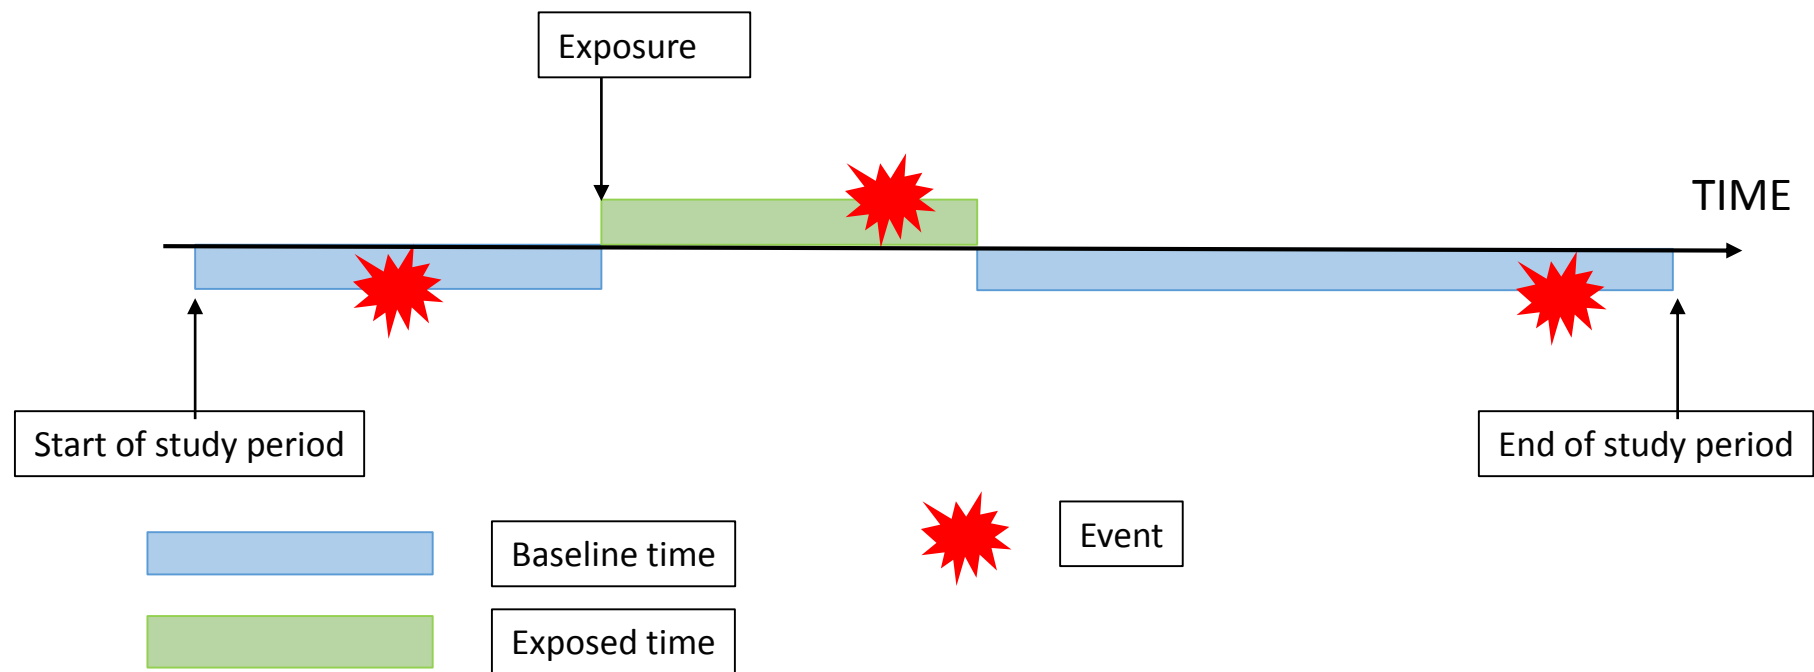 Exposure
TIME
Start of study period
End of study period
Baseline time
Event
Exposed time